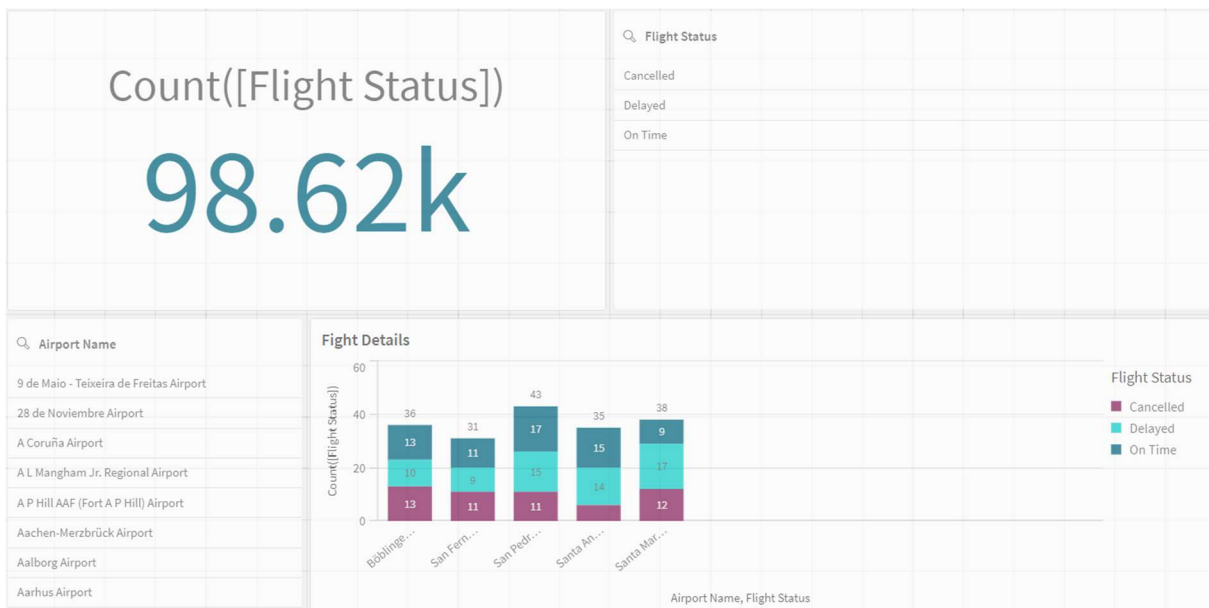 Count([Flight Status])
98.62k
Flight Status
Cancelled
Delayed
On Time
Airport Name
9 de Maio - Teixeira de Freitas Airport
28 de Noviembre Airport
A Coruña Airport
A L Mangham Jr. Regional Airport
A P Hill AAF (Fort A P Hill) Airport
Aachen-Merzbrück Airport
Aalborg Airport
Aarhus Airport
Fight Details
Count([Flight Status])
60
40
20
0
36
13
10
13
31
11
9
11
43
17
15
11
35
15
14
38
9
17
12
Böblinge...
San Fern...
San Pedr...
Santa An...
Santa Mar...
Airport Name, Flight Status
Flight Status
Cancelled
Delayed
On Time